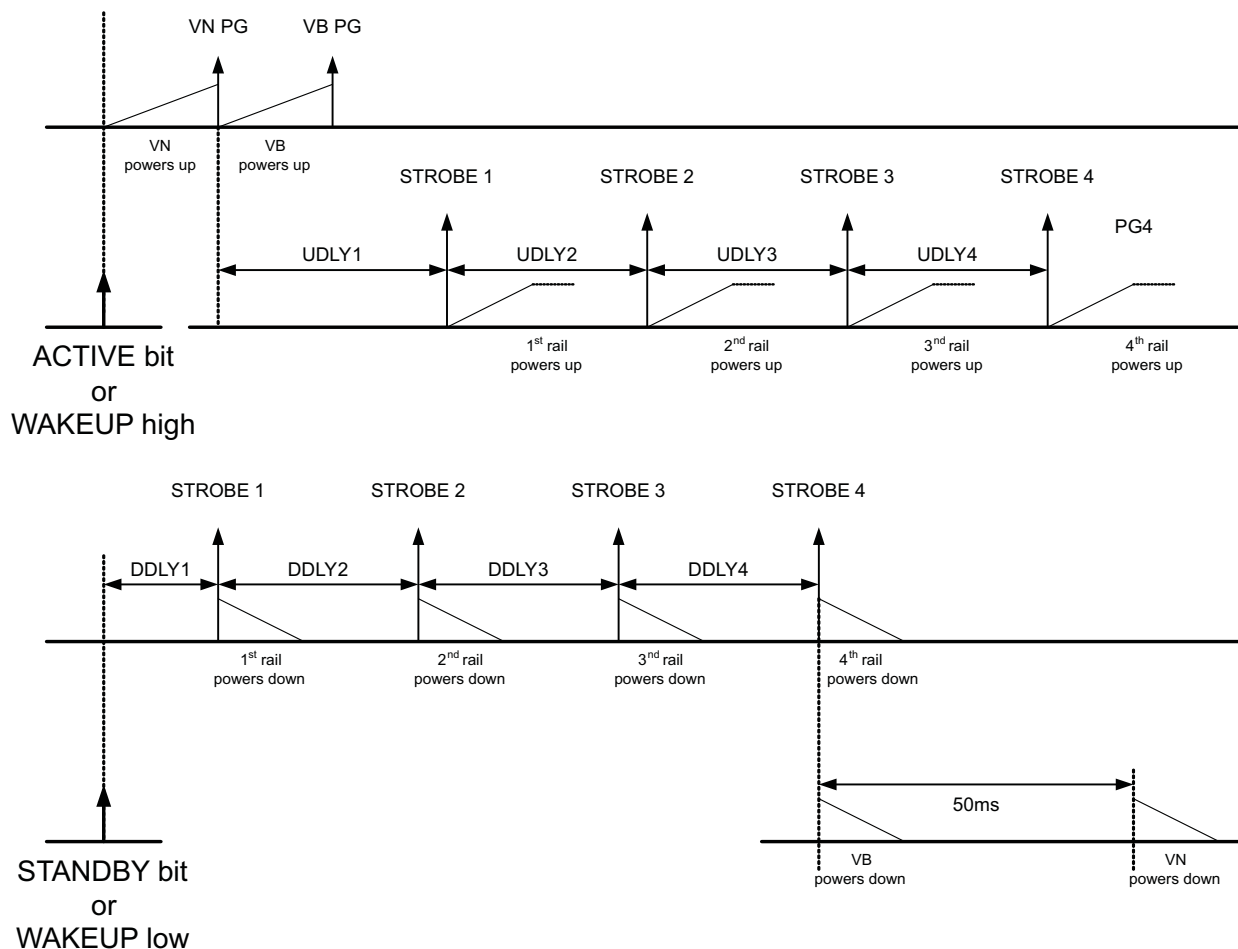 VN PG
VB PG
VN
powers up
VB
powers up
STROBE 1
STROBE 2
STROBE 3
STROBE 4
PG4
UDLY1
UDLY2
UDLY3
UDLY4
1st rail
powers up
2nd rail
powers up
3nd rail
powers up
4th rail
powers up
ACTIVE bit
or
WAKEUP high
STROBE 1
STROBE 2
STROBE 3
STROBE 4
DDLY1
DDLY2
DDLY3
DDLY4
1st rail
powers down
2nd rail
powers down
3nd rail
powers down
4th rail
powers down
50ms
VB
powers down
VN
powers down
STANDBY bit
or
WAKEUP low